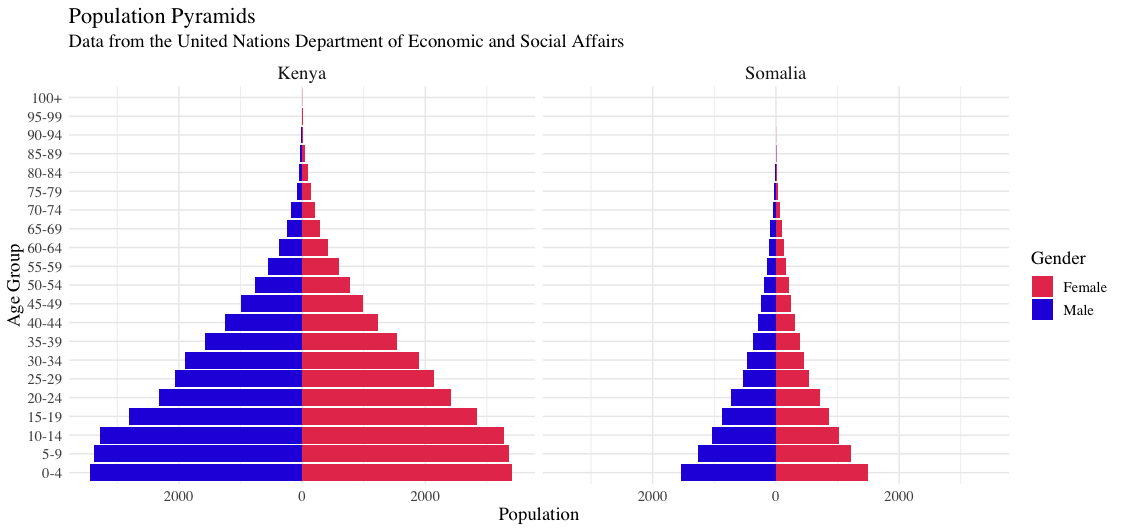 Population Pyramids
Data from the United Nations Department of Economic and Social Affairs
Kenya
Somalia
100+
95-99
90-94
85-89
80-84
75-79
70-74
65-69
60-64
55-59
50-54
45-49
40-44
35-39
30-34
25-29
20-24
15-19
10-14
5-9
0-4
Age Group
2000 0 2000
2000 0 2000
Population
Gender
Female
Male